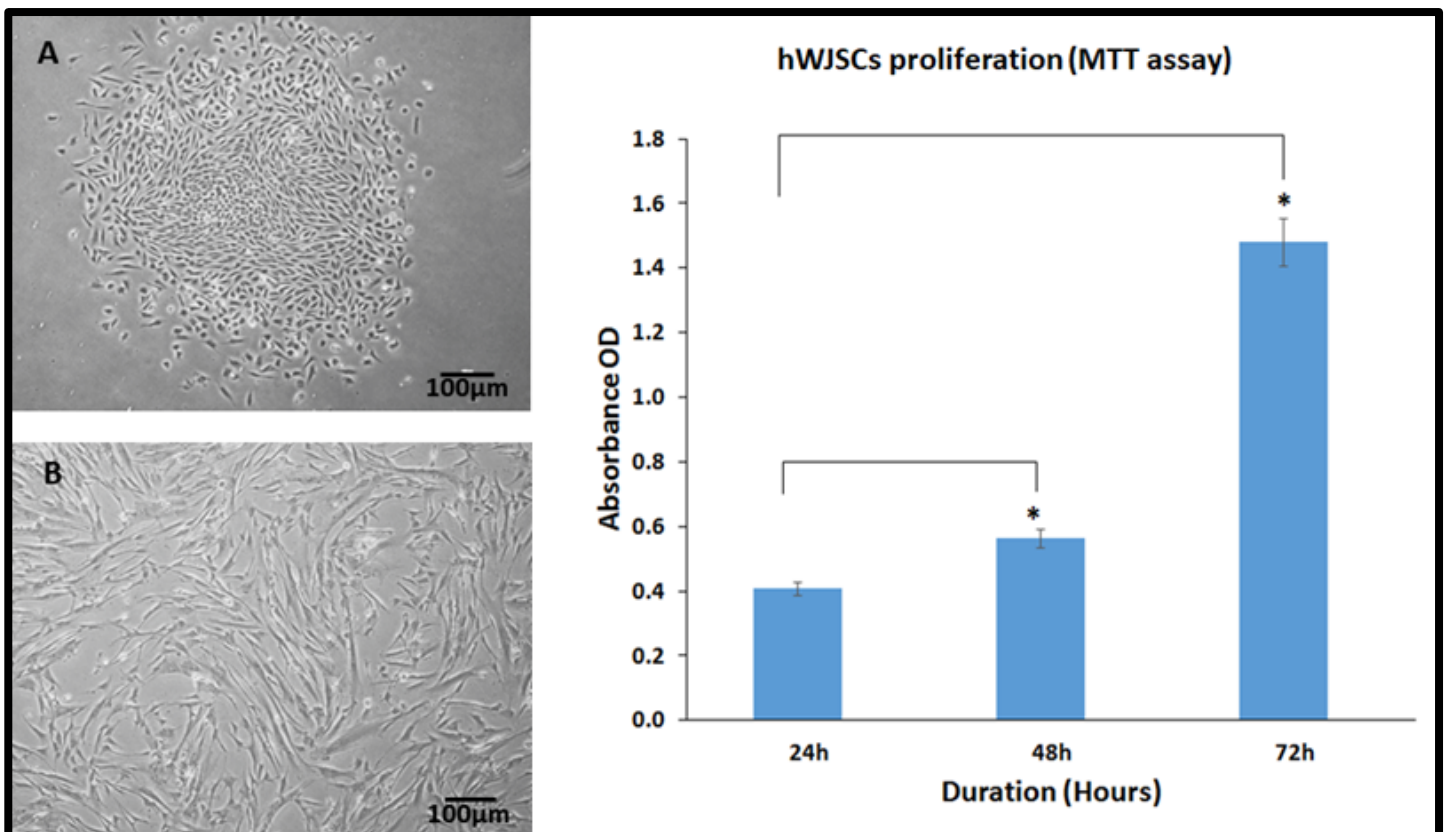 A
100µm
B
100µm
hWJSCs proliferation (MTT assay)
Absorbance OD
1.8
1.6
1.4
1.2
1.0
0.8
0.6
0.4
0.2
0.0
*
*
24h 48h 72h
Duration (Hours)